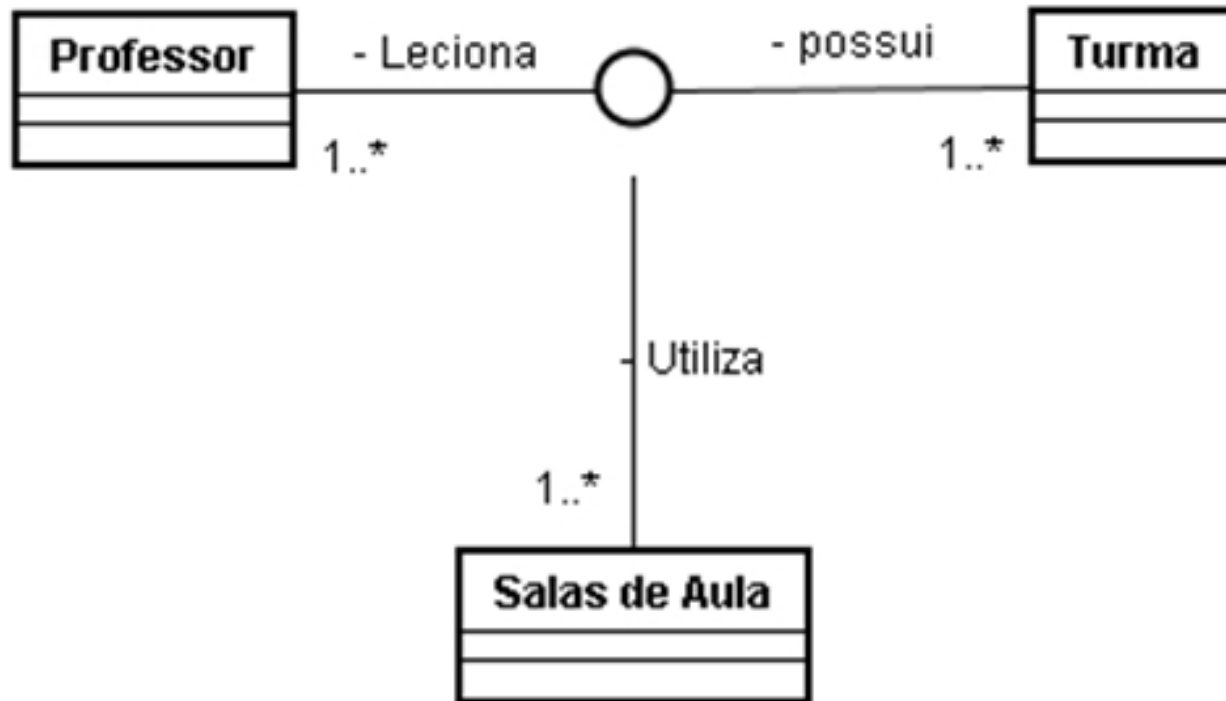 Professor
- Leciona
- possui
Turma
1..*
1..*
- Utiliza
1..*
Salas de Aula